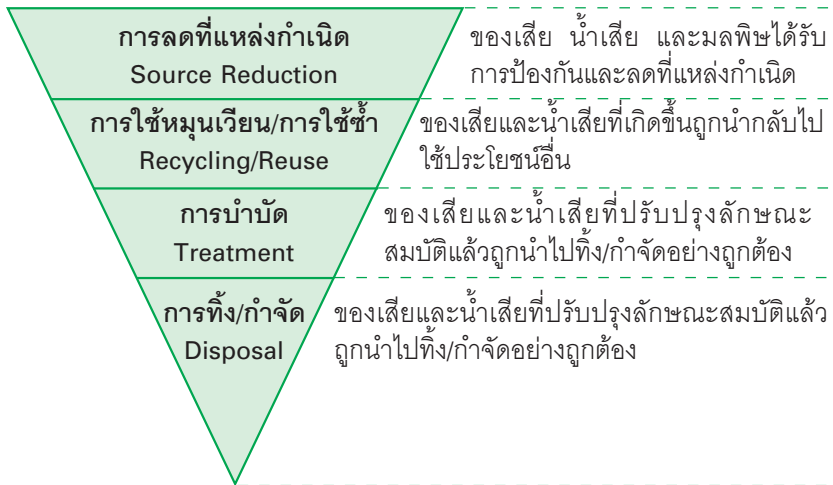 การลดที่แหล่งกำเนิด
Source Reduction
ของเสีย น้ำเสีย และมลพิษได้รับ
การป้องกันและลดที่แหล่งกำเนิด
การใช้หมุนเวียน/การใช้ซ้ำ
Recycling/Reuse
ของเสียและน้ำเสียที่เกิดขึ้นถูกนำกลับไป
ใช้ประโยชน์อื่น
การบำบัด
Treatment
ของเสียและน้ำเสียที่ปรับปรุงลักษณะ
สมบัติแล้วถูกนำไปทิ้ง/กำจัดอย่างถูกต้อง
การทิ้ง/กำจัด
Disposal
ของเสียและน้ำเสียที่ปรับปรุงลักษณะสมบัติแล้ว
ถูกนำไปทิ้ง/กำจัดอย่างถูกต้อง